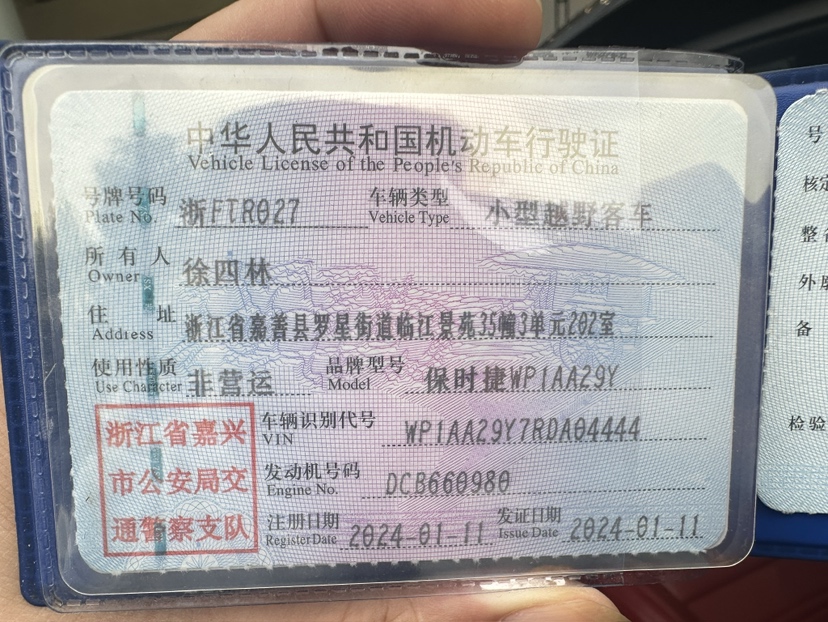 中华人民共和国机动车行驶证
Vehicle License of the People's Republic of China
号牌号码 Plate No. 浙FTR027 车辆类型 Vehicle Type 小型越野客车
所有人 Owner 徐四林
住址 Address 浙江省嘉善县罗星街道临江景苑35幢3单元202室
使用性质 Use Character 非营运 品牌型号 Model 保时捷WP1AA29Y
车辆识别代号 VIN WP1AA29Y7RDA04444
发动机号码 Engine No. DCB660980
注册日期 Register Date 2024-01-11 发证日期 Issue Date 2024-01-11
浙江省嘉兴
市公安局交
通警察支队
号
核定
整备
外廓
备
检验